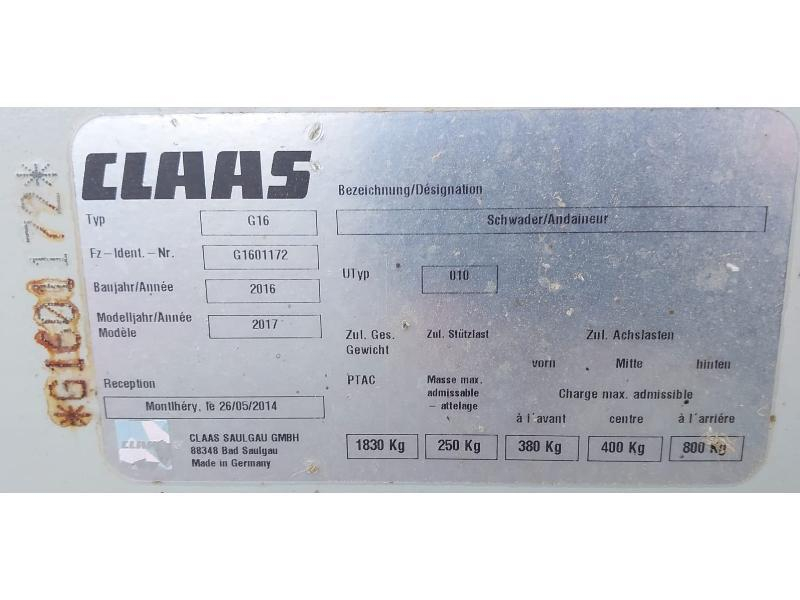 CLAAS
Typ G16
Fz-Ident.-Nr. G1601172
Baujahr/Année 2016
Modelljahr/Année 2017
Modèle
Reception
Montlhéry, le 26/05/2014
CLAAS
CLAAS SAULGAU GMBH
88348 Bad Saulgau
Made in Germany
Bezeichnung/Désignation
Schwader/Andaineur
UTyp 010
Zul. Ges. Zul. Stützlast Zul. Achslasten
Gewicht
vorn Mitte hinten
PTAC Masse max.
admissable Charge max. admissible
– attelage
à l'avant centre à l'arriére
1830 Kg 250 Kg 380 Kg 400 Kg 800 Kg
*G1601172*